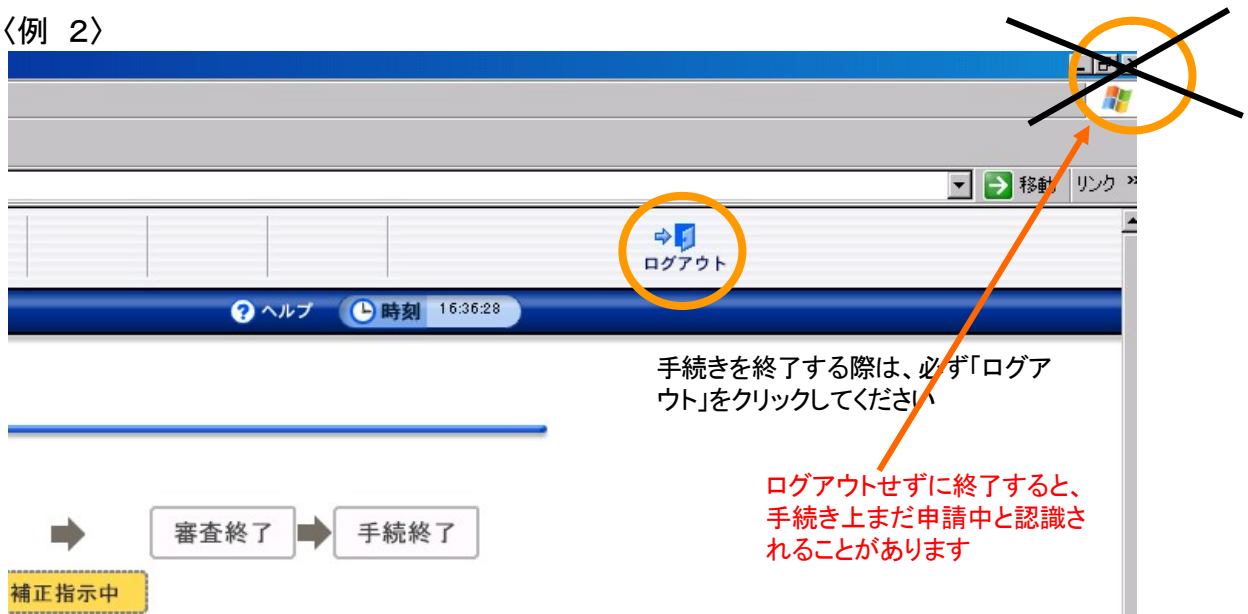 〈例 2〉
移動 リンク »
ログアウト
? ヘルプ 時刻 16:36:28
手続きを終了する際は、必ず「ログア
ウト」をクリックしてください
ログアウトせずに終了すると、
手続き上まだ申請中と認識さ
れることがあります
審査終了 手続終了
補正指示中